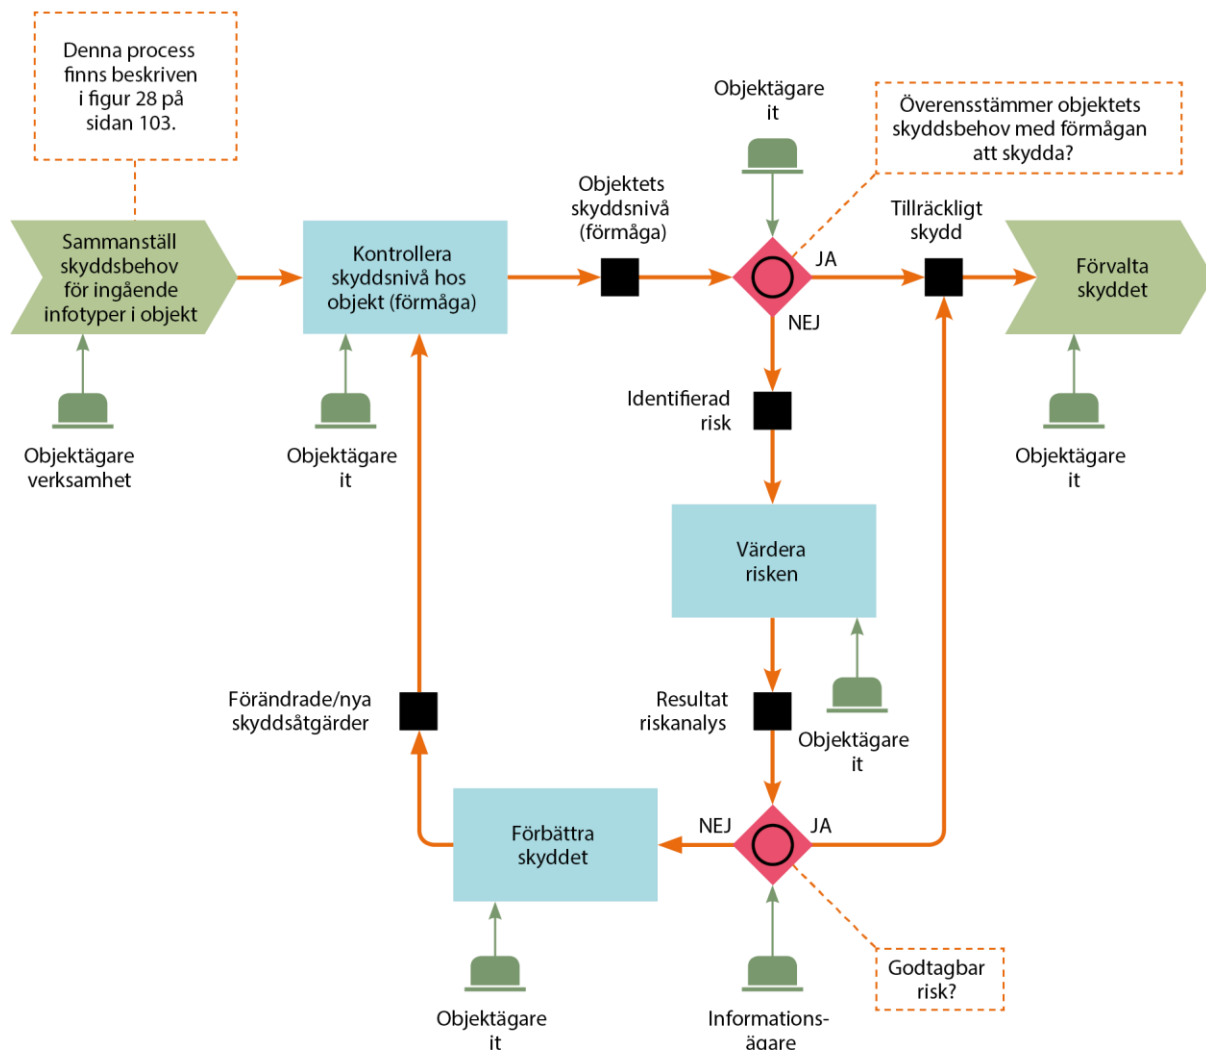 Denna process
finns beskriven
i figur 28 på
sidan 103.
Objektägare
it
Överensstämmer objektets
skyddsbehov med förmågan
att skydda?
Sammanställ
skyddsbehov
för ingående
infotyper i objekt
Kontrollera
skyddsnivå hos
objekt (förmåga)
Objektets
skyddsnivå
(förmåga)
JA
NEJ
Tillräckligt
skydd
Förvalta
skyddet
Objektägare
verksamhet
Objektägare
it
Identifierad
risk
Objektägare
it
Värdera
risken
Förändrade/nya
skyddsåtgärder
Resultat
riskanalys
Objektägare
it
Förbättra
skyddet
NEJ
JA
Godtagbar
risk?
Objektägare
it
Informations-
ägare